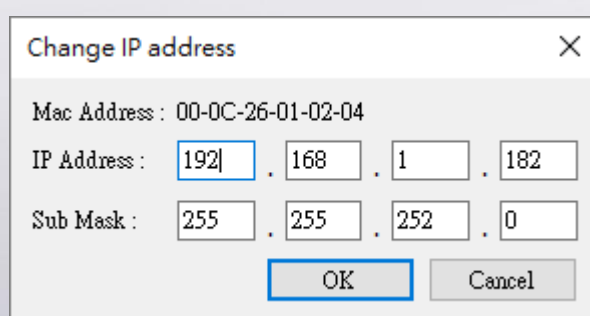 Change IP address
Mac Address : 00-0C-26-01-02-04
IP Address : 192 . 168 . 1 . 182
Sub Mask : 255 . 255 . 252 . 0
OK Cancel